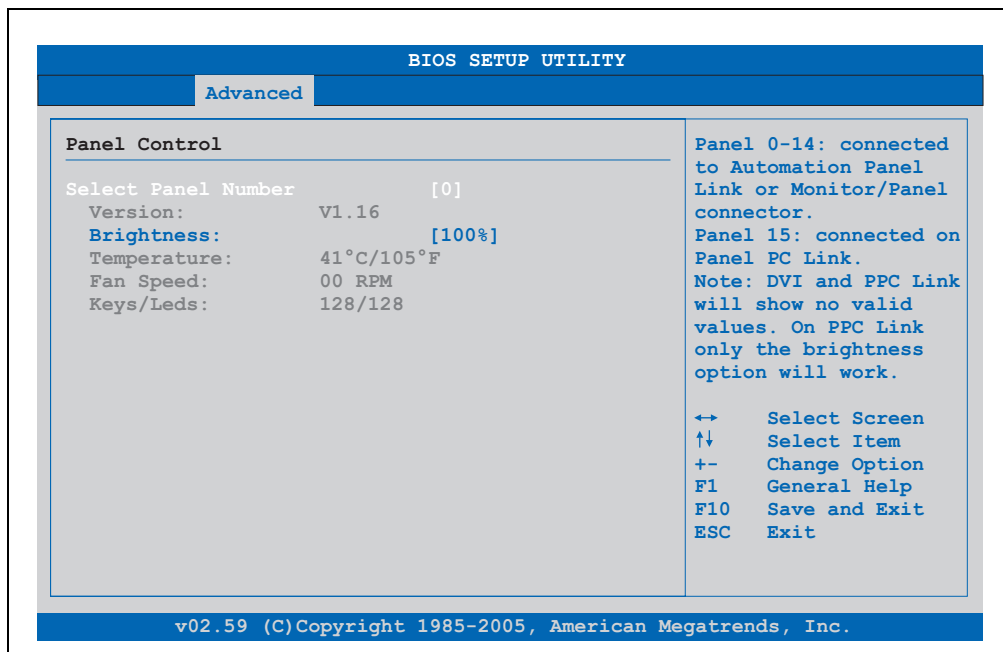 BIOS SETUP UTILITY
Advanced
Panel Control
Select Panel Number [0]
Version: V1.16
Brightness: [100%]
Temperature: 41°C/105°F
Fan Speed: 00 RPM
Keys/Leds: 128/128
Panel 0-14: connected
to Automation Panel
Link or Monitor/Panel
connector.
Panel 15: connected on
Panel PC Link.
Note: DVI and PPC Link
will show no valid
values. On PPC Link
only the brightness
option will work.
↔ Select Screen
↑↓ Select Item
+- Change Option
F1 General Help
F10 Save and Exit
ESC Exit
v02.59 (C)Copyright 1985-2005, American Megatrends, Inc.